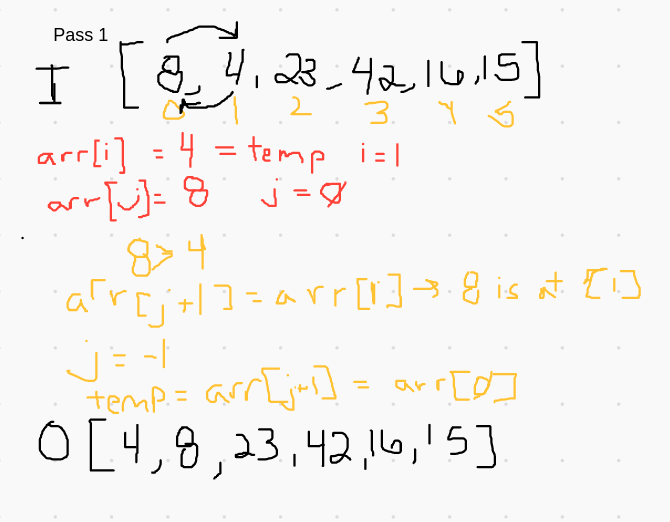 Pass 1
I [8, 4, 23, 42, 16, 15]
0 1 2 3 4 5
arr[i] = 4 = temp i=1
arr[j]= 8 j=0
8> 4
arr[j+1] = arr[1] → 8 is at [1]
j = -1
temp = arr[j+1] = arr[0]
O [4, 8, 23, 42, 16, 15]